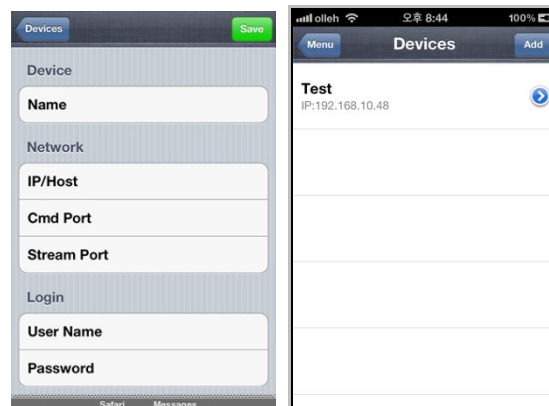 Devices
Save
Device
Name
Network
IP/Host
Cmd Port
Stream Port
Login
User Name
Password
Safari Messages
olleh 오후 8:44 100%
Menu Devices Add
Test
IP:192.168.10.48